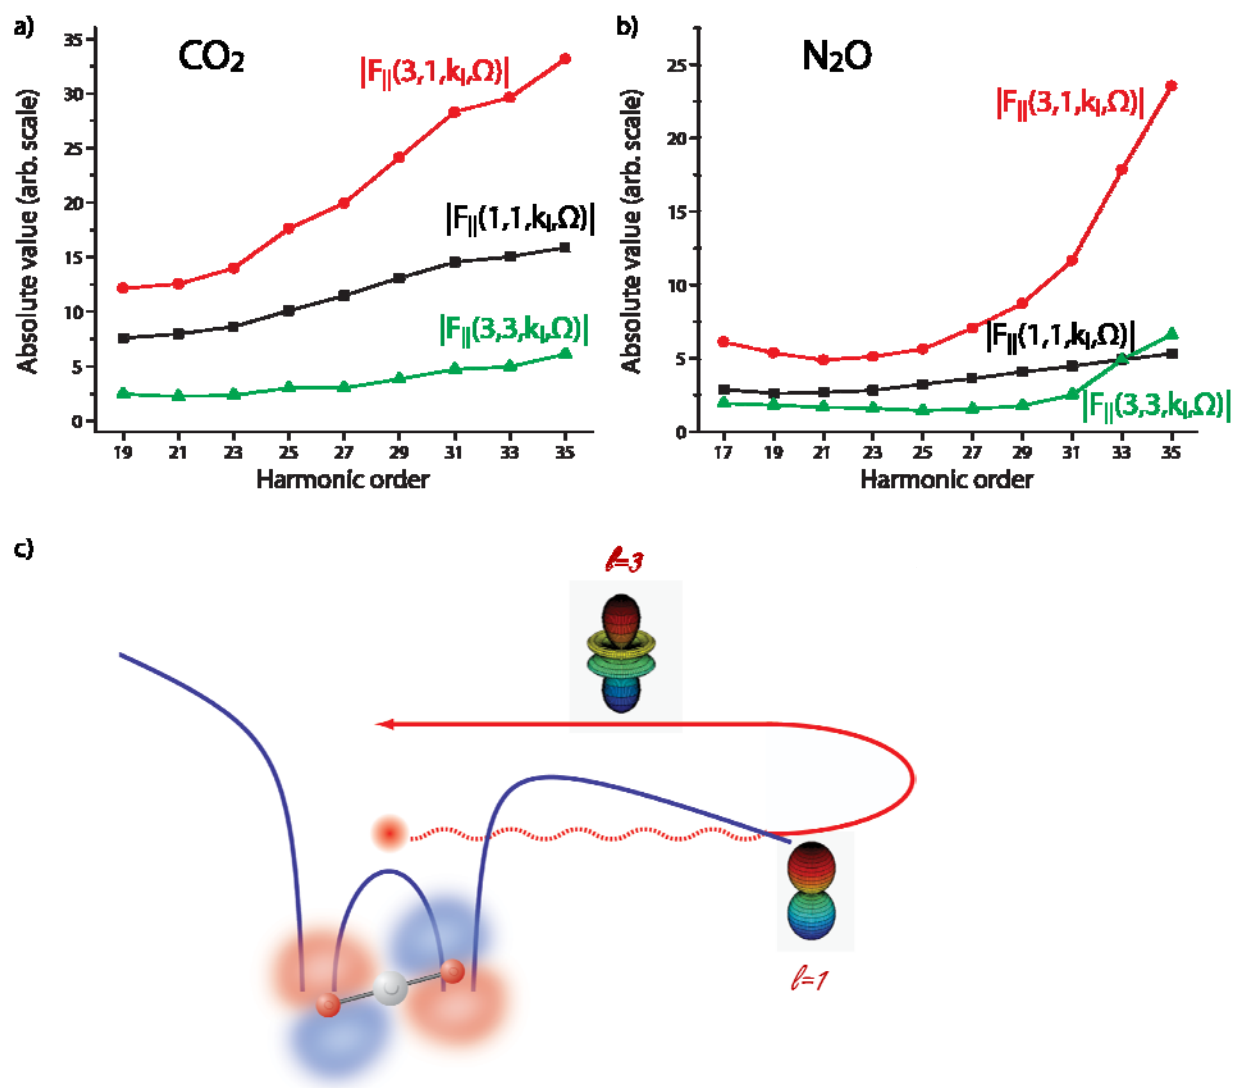 a)
CO₂
|F||(3,1,kₗ,Ω)|
|F||(1,1,kₗ,Ω)|
|F||(3,3,kₗ,Ω)|
Absolute value (arb. scale)
35
30
25
20
15
10
5
0
19 21 23 25 27 29 31 33 35
Harmonic order
b)
N₂O
|F||(3,1,kₗ,Ω)|
|F||(1,1,kₗ,Ω)|
|F||(3,3,kₗ,Ω)|
Absolute value (arb. scale)
25
20
15
10
5
0
17 19 21 23 25 27 29 31 33 35
Harmonic order
c)
ℓ=3
ℓ=1